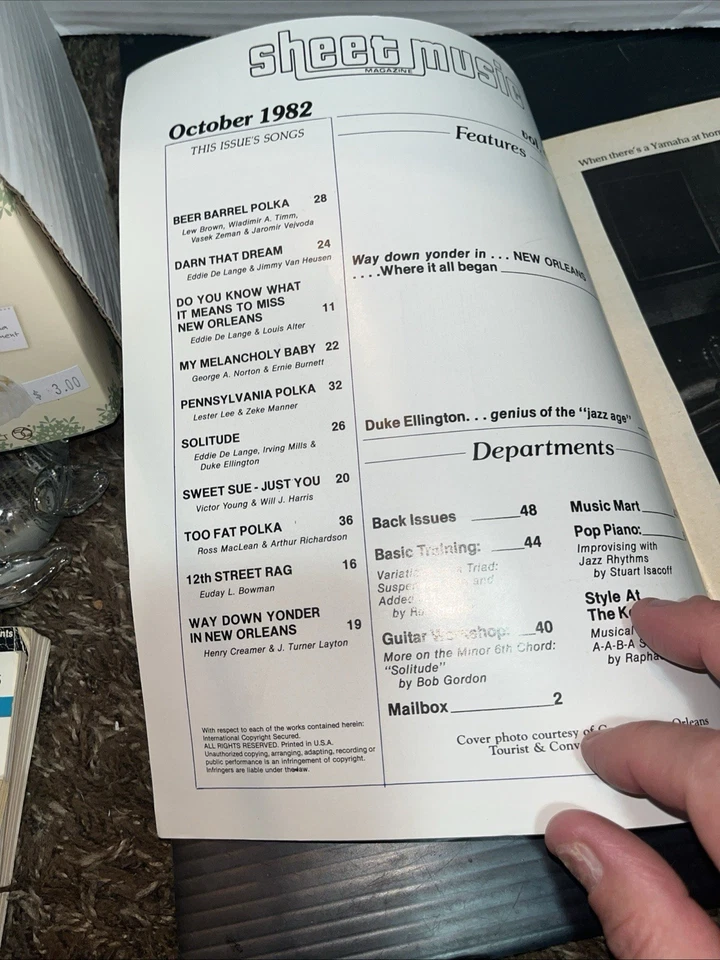 sheet music
MAGAZINE
October 1982
THIS ISSUE'S SONGS
BEER BARREL POLKA 28
Lew Brown, Wladimir A. Timm,
Vasek Zeman & Jaromir Vejvoda
DARN THAT DREAM 24
Eddie De Lange & Jimmy Van Heusen
DO YOU KNOW WHAT
IT MEANS TO MISS
NEW ORLEANS 11
Eddie De Lange & Louis Alter
MY MELANCHOLY BABY 22
George A. Norton & Ernie Burnett
PENNSYLVANIA POLKA 32
Lester Lee & Zeke Manner
SOLITUDE 26
Eddie De Lange, Irving Mills &
Duke Ellington
SWEET SUE - JUST YOU 20
Victor Young & Will J. Harris
TOO FAT POLKA 36
Ross MacLean & Arthur Richardson
12th STREET RAG 16
Euday L. Bowman
WAY DOWN YONDER
IN NEW ORLEANS 19
Henry Creamer & J. Turner Layton
With respect to each of the works contained herein:
International Copyright Secured.
ALL RIGHTS RESERVED. Printed in U.S.A.
Unauthorized copying, arranging, adapting, recording or
public performance is an infringement of copyright.
Infringers are liable under the law.
Features
Way down yonder in . . . NEW ORLEANS
. . . .Where it all began
Duke Ellington. . . genius of the "jazz age"
Departments
Back Issues 48
Basic Training: 44
Triad:
and
Added
by
Guitar Workshop: 40
More on the Minor 6th Chord:
"Solitude"
by Bob Gordon
Mailbox 2
Music Mart
Pop Piano:
Improvising with
Jazz Rhythms
by Stuart Isacoff
Style At
The
Musical
A-A-B-A
by
Cover photo courtesy of Orleans
Tourist &
When there's a Yamaha at
$ 3.00